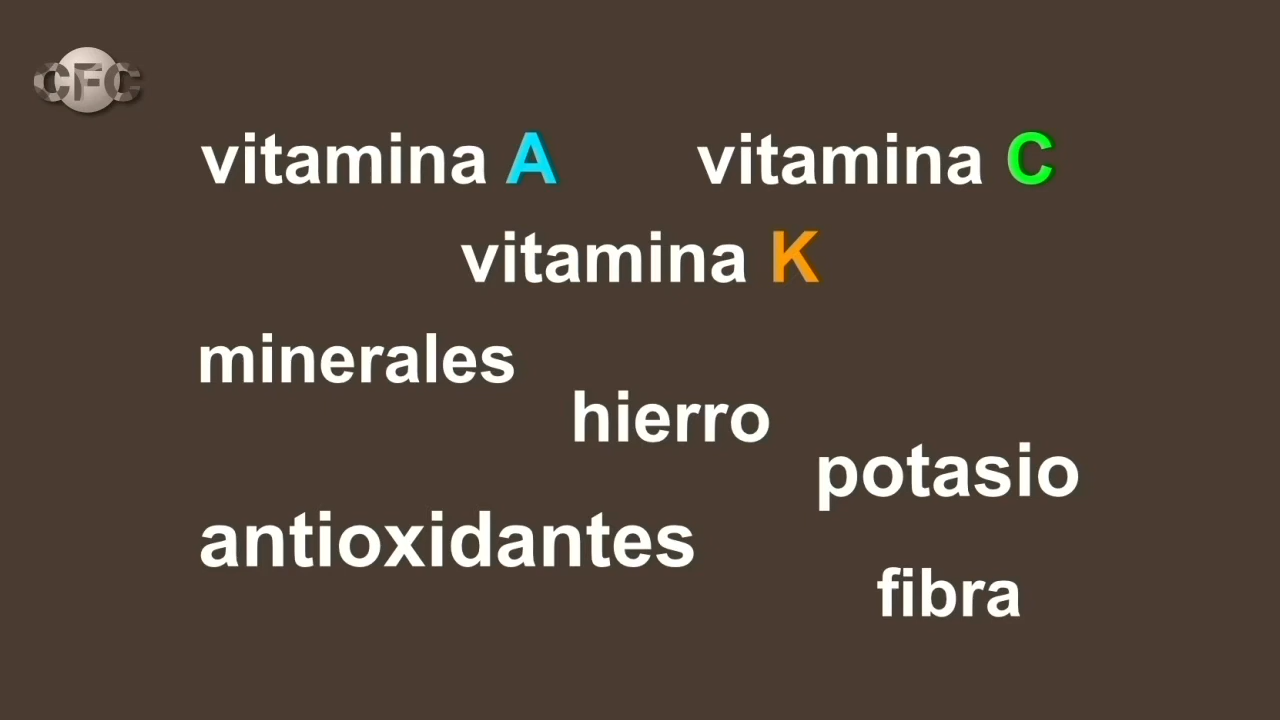 CFC
vitamina A
vitamina C
vitamina K
minerales
hierro
potasio
antioxidantes
fibra